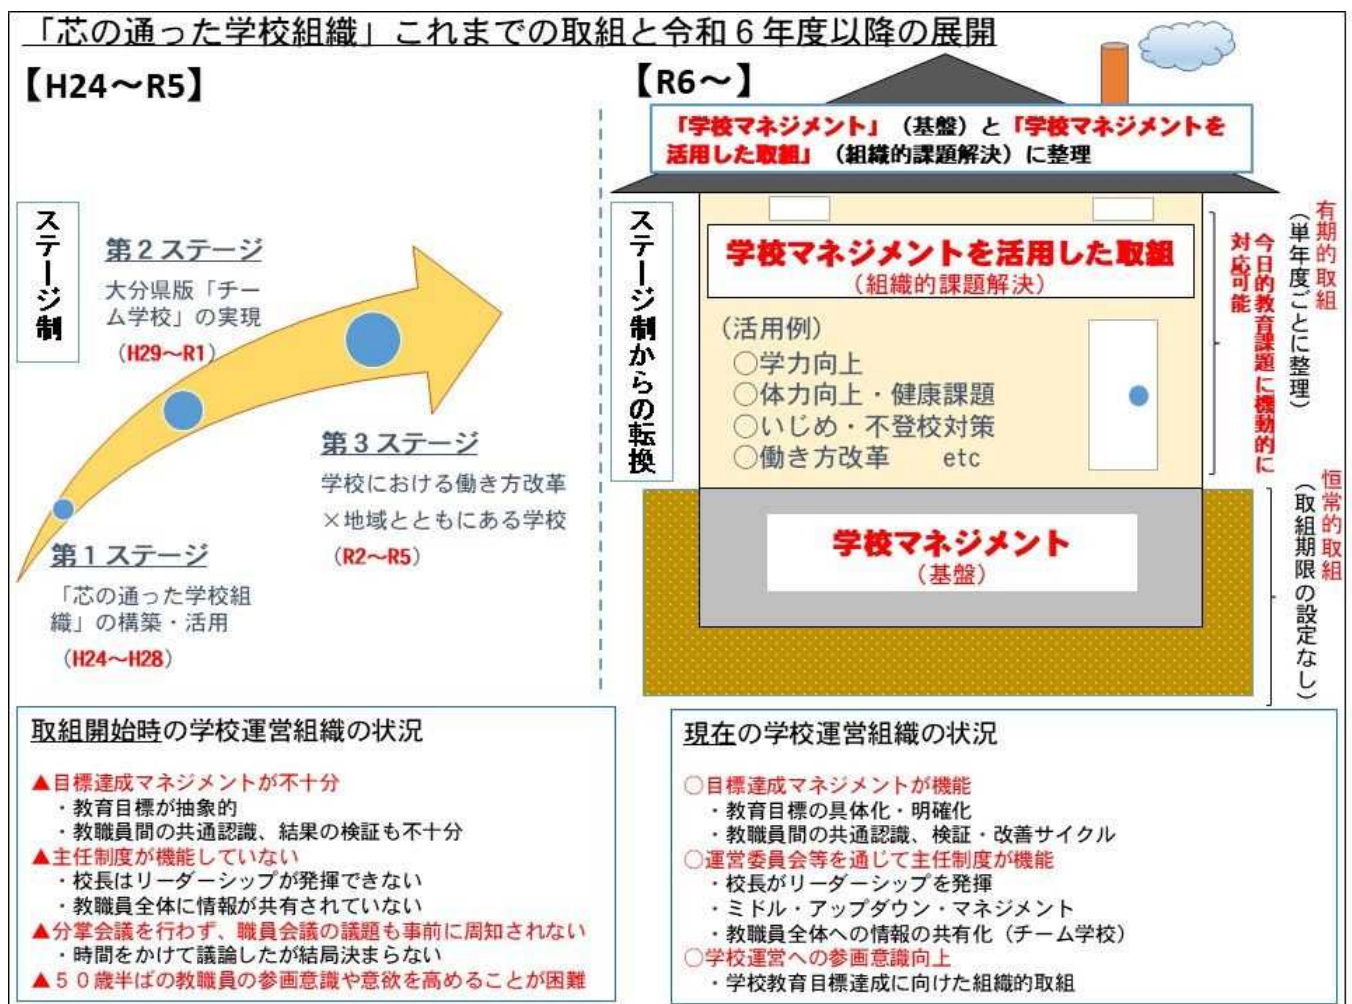 「芯の通った学校組織」これまでの取組と令和６年度以降の展開
【H24～R5】
ステージ制
第２ステージ
大分県版「チー
ム学校」の実現
（H29～R1）
第３ステージ
学校における働き方改革
×地域とともにある学校
（R2～R5）
第１ステージ
「芯の通った学校組
織」の構築・活用
（H24～H28）
【R6～】
「学校マネジメント」（基盤）と「学校マネジメントを
活用した取組」（組織的課題解決）に整理
ステージ制からの転換
学校マネジメントを活用した取組
（組織的課題解決）
（活用例）
○学力向上
○体力向上・健康課題
○いじめ・不登校対策
○働き方改革　　etc
有期的取組
（単年度ごとに整理）
今日的教育課題に機動的に
対応可能
学校マネジメント
（基盤）
恒常的取組
（取組期限の設定なし）
取組開始時の学校運営組織の状況
▲目標達成マネジメントが不十分
・教育目標が抽象的
・教職員間の共通認識、結果の検証も不十分
▲主任制度が機能していない
・校長はリーダーシップが発揮できない
・教職員全体に情報が共有されていない
▲分掌会議を行わず、職員会議の議題も事前に周知されない
・時間をかけて議論したが結局決まらない
▲５０歳半ばの教職員の参画意識や意欲を高めることが困難
現在の学校運営組織の状況
○目標達成マネジメントが機能
・教育目標の具体化・明確化
・教職員間の共通認識、検証・改善サイクル
○運営委員会等を通じて主任制度が機能
・校長がリーダーシップを発揮
・ミドル・アップダウン・マネジメント
・教職員全体への情報の共有化（チーム学校）
○学校運営への参画意識向上
・学校教育目標達成に向けた組織的取組